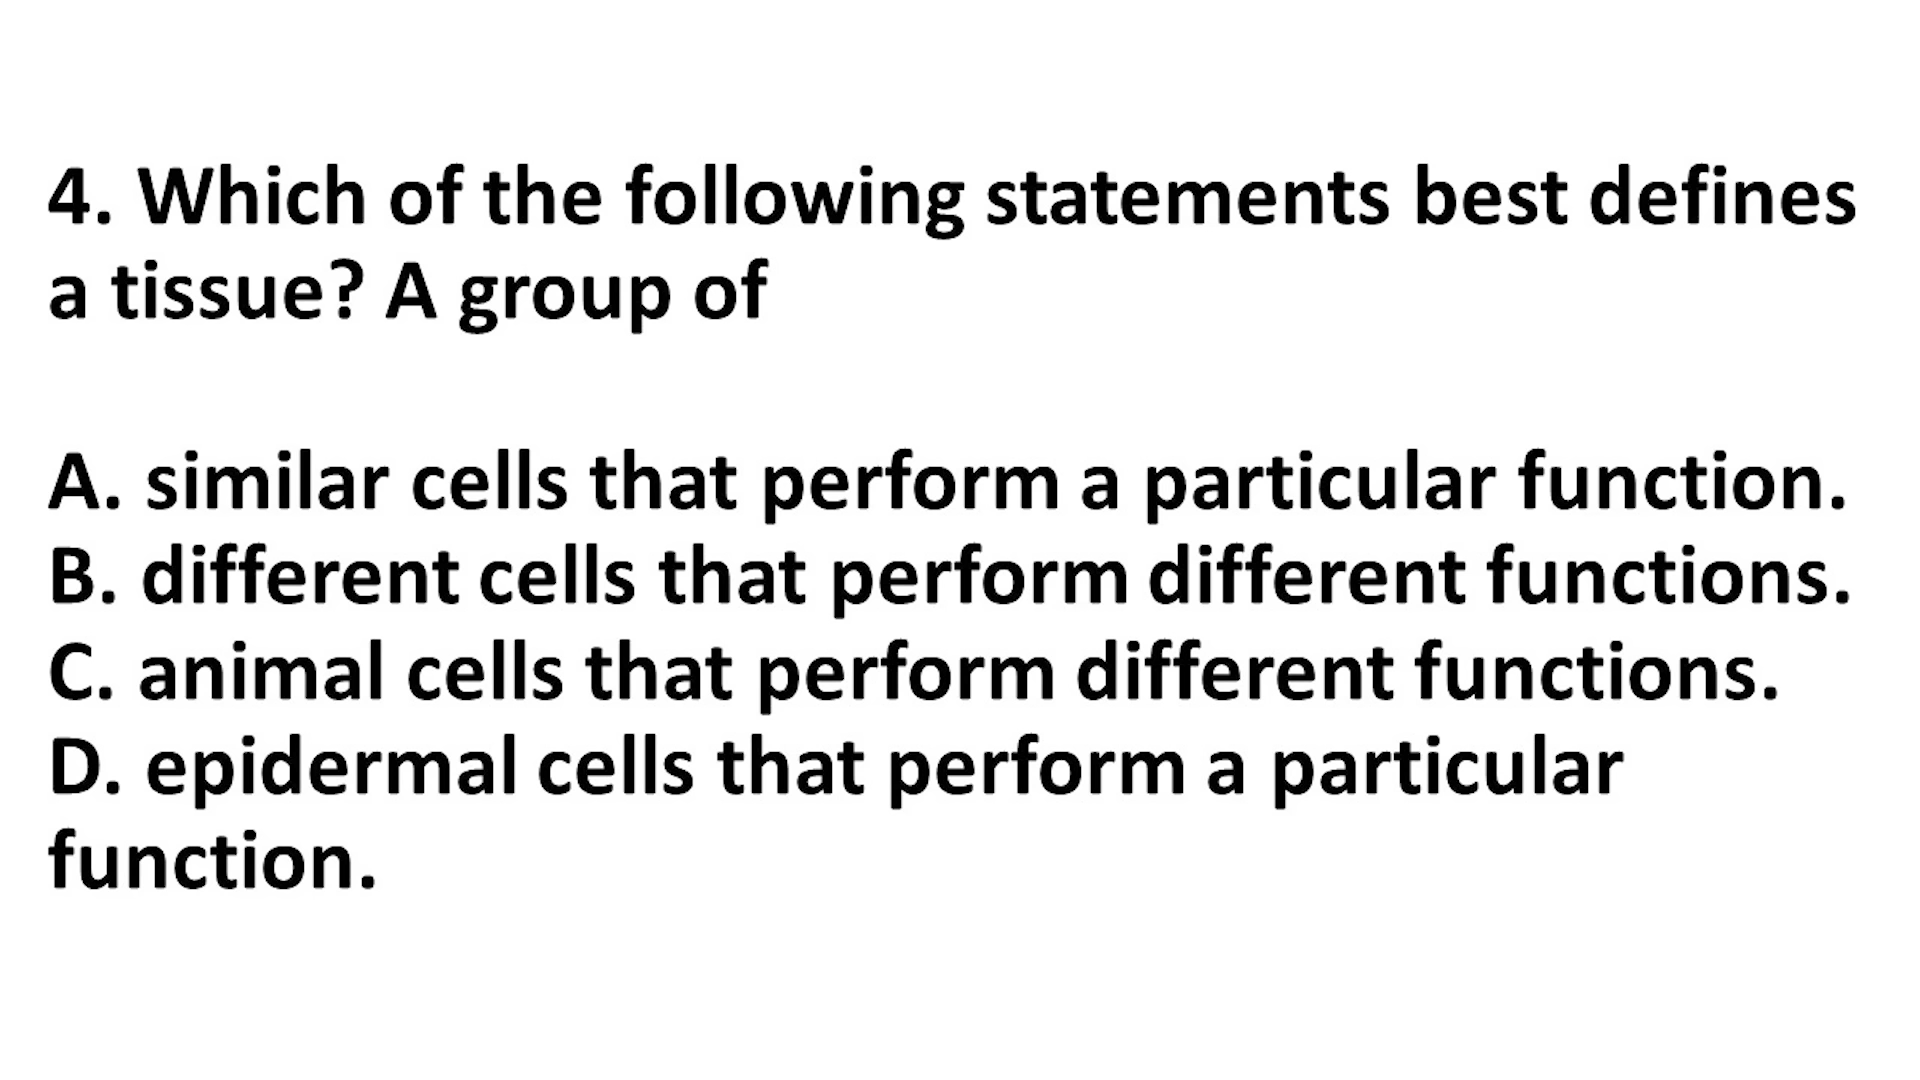 4. Which of the following statements best defines
a tissue? A group of
A. similar cells that perform a particular function.
B. different cells that perform different functions.
C. animal cells that perform different functions.
D. epidermal cells that perform a particular
function.